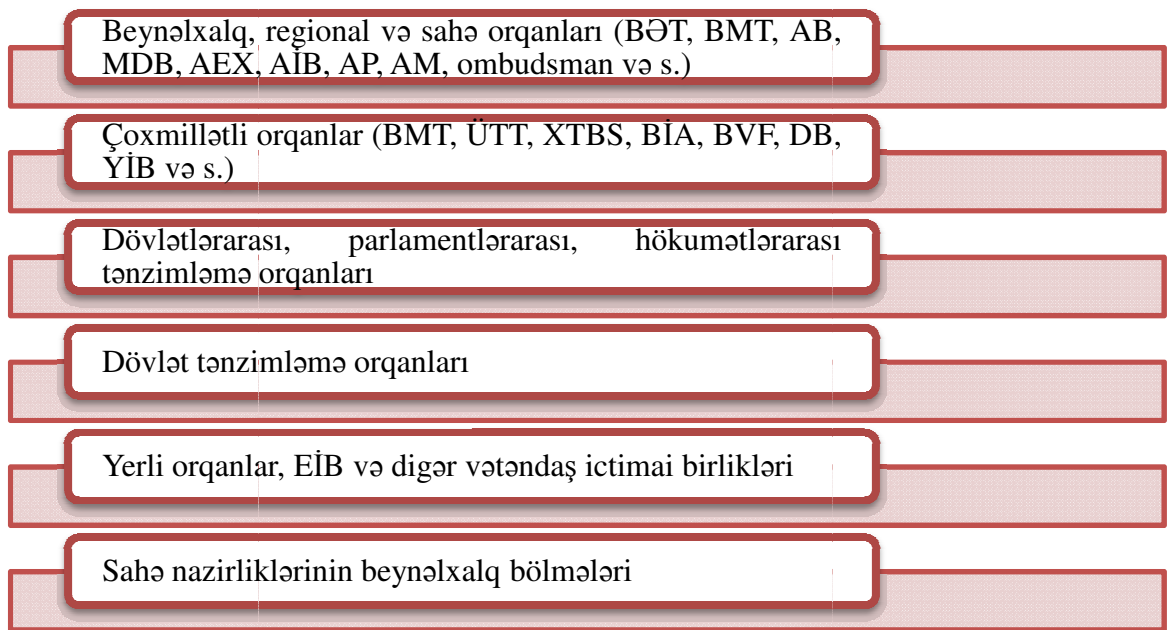 Beynəlxalq, regional və sahə orqanları (BƏT, BMT, AB,
MDB, AEX, AİB, AP, AM, ombudsman və s.)
Çoxmillətli orqanlar (BMT, ÜTT, XTBS, BİA, BVF, DB,
YİB və s.)
Dövlətlərarası, parlamentlərarası, hökumətlərarası
tənzimləmə orqanları
Dövlət tənzimləmə orqanları
Yerli orqanlar, EİB və digər vətəndaş ictimai birlikləri
Sahə nazirliklərinin beynəlxalq bölmələri